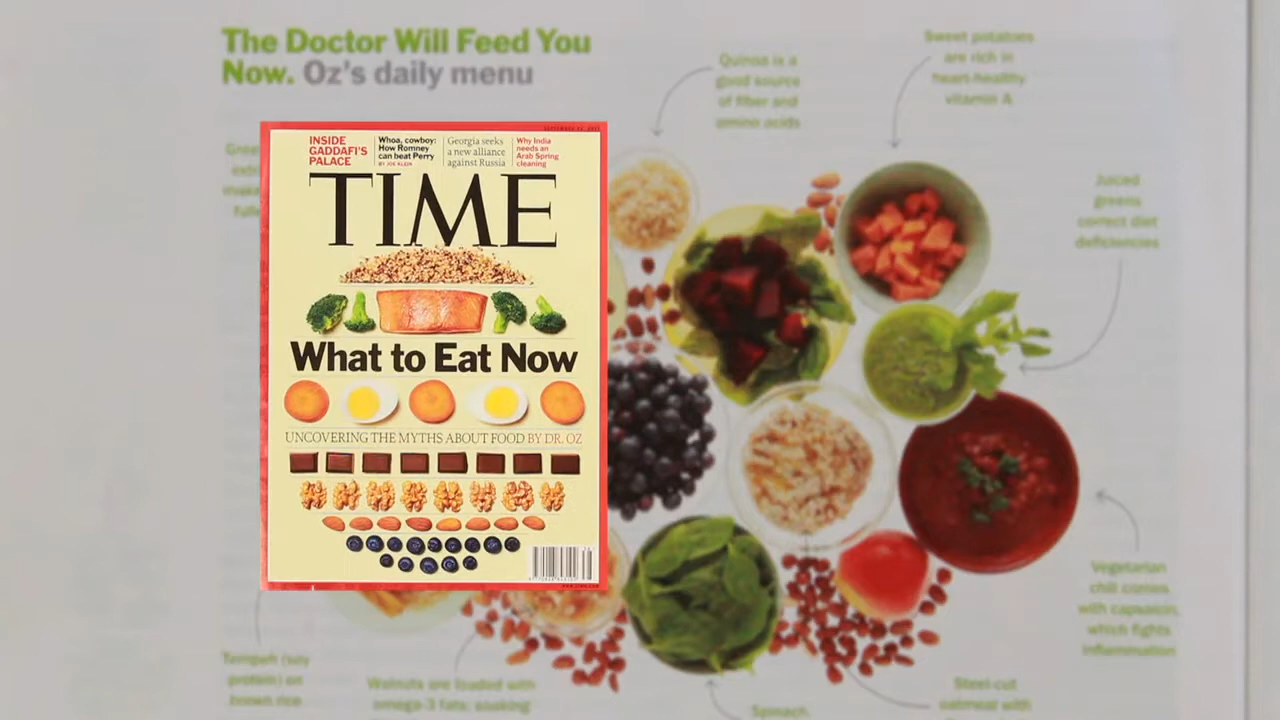 The Doctor Will Feed You
Now. Oz's daily menu
Quinoa is a
good source
of fiber and
amino acids
Sweet potatoes
are rich in
heart-healthy
vitamin A
Juiced
greens
correct diet
deficiencies
INSIDE
GADDAFI'S
PALACE
Whoa, cowboy:
How Romney
can beat Perry
BY JOE KLEIN
Georgia seeks
a new alliance
against Russia
Why India
needs an
Arab Spring
cleaning
TIME
What to Eat Now
UNCOVERING THE MYTHS ABOUT FOOD BY DR. OZ
Vegetarian
chili comes
with capsaicin,
which fights
inflammation
Tempeh (soy
protein) on
brown rice
Walnuts are loaded with
omega-3 fats; soaking
Spinach
Steel-cut
oatmeal with